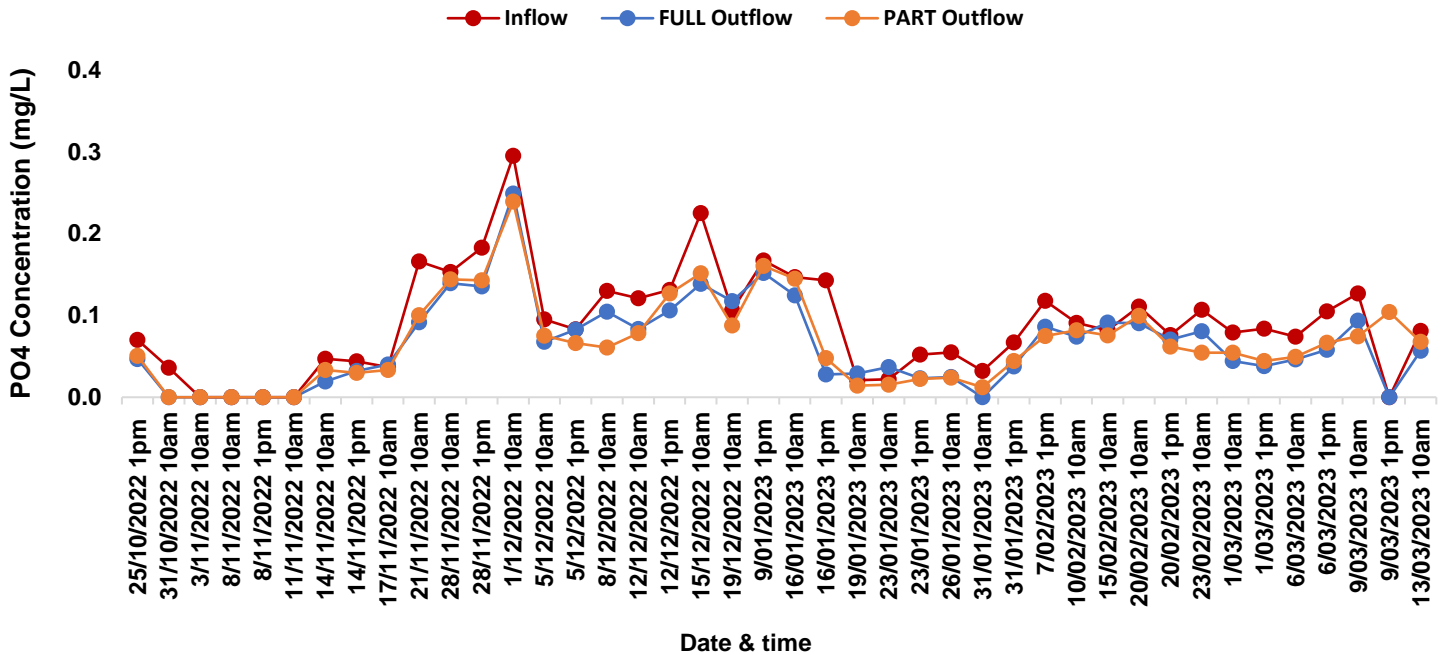 Inflow FULL Outflow PART Outflow
PO4 Concentration (mg/L)
0.4
0.3
0.2
0.1
0.0
25/10/2022 1pm
31/10/2022 10am
3/11/2022 10am
8/11/2022 10am
8/11/2022 1pm
11/11/2022 10am
14/11/2022 10am
14/11/2022 1pm
17/11/2022 10am
21/11/2022 10am
28/11/2022 10am
28/11/2022 1pm
1/12/2022 10am
5/12/2022 10am
5/12/2022 1pm
8/12/2022 10am
12/12/2022 10am
12/12/2022 1pm
15/12/2022 10am
19/12/2022 10am
9/01/2023 1pm
16/01/2023 10am
16/01/2023 1pm
19/01/2023 10am
23/01/2023 10am
23/01/2023 1pm
26/01/2023 10am
31/01/2023 10am
31/01/2023 1pm
7/02/2023 1pm
10/02/2023 10am
15/02/2023 10am
20/02/2023 10am
20/02/2023 1pm
23/02/2023 10am
1/03/2023 10am
1/03/2023 1pm
6/03/2023 10am
6/03/2023 1pm
9/03/2023 10am
9/03/2023 1pm
13/03/2023 10am
Date & time